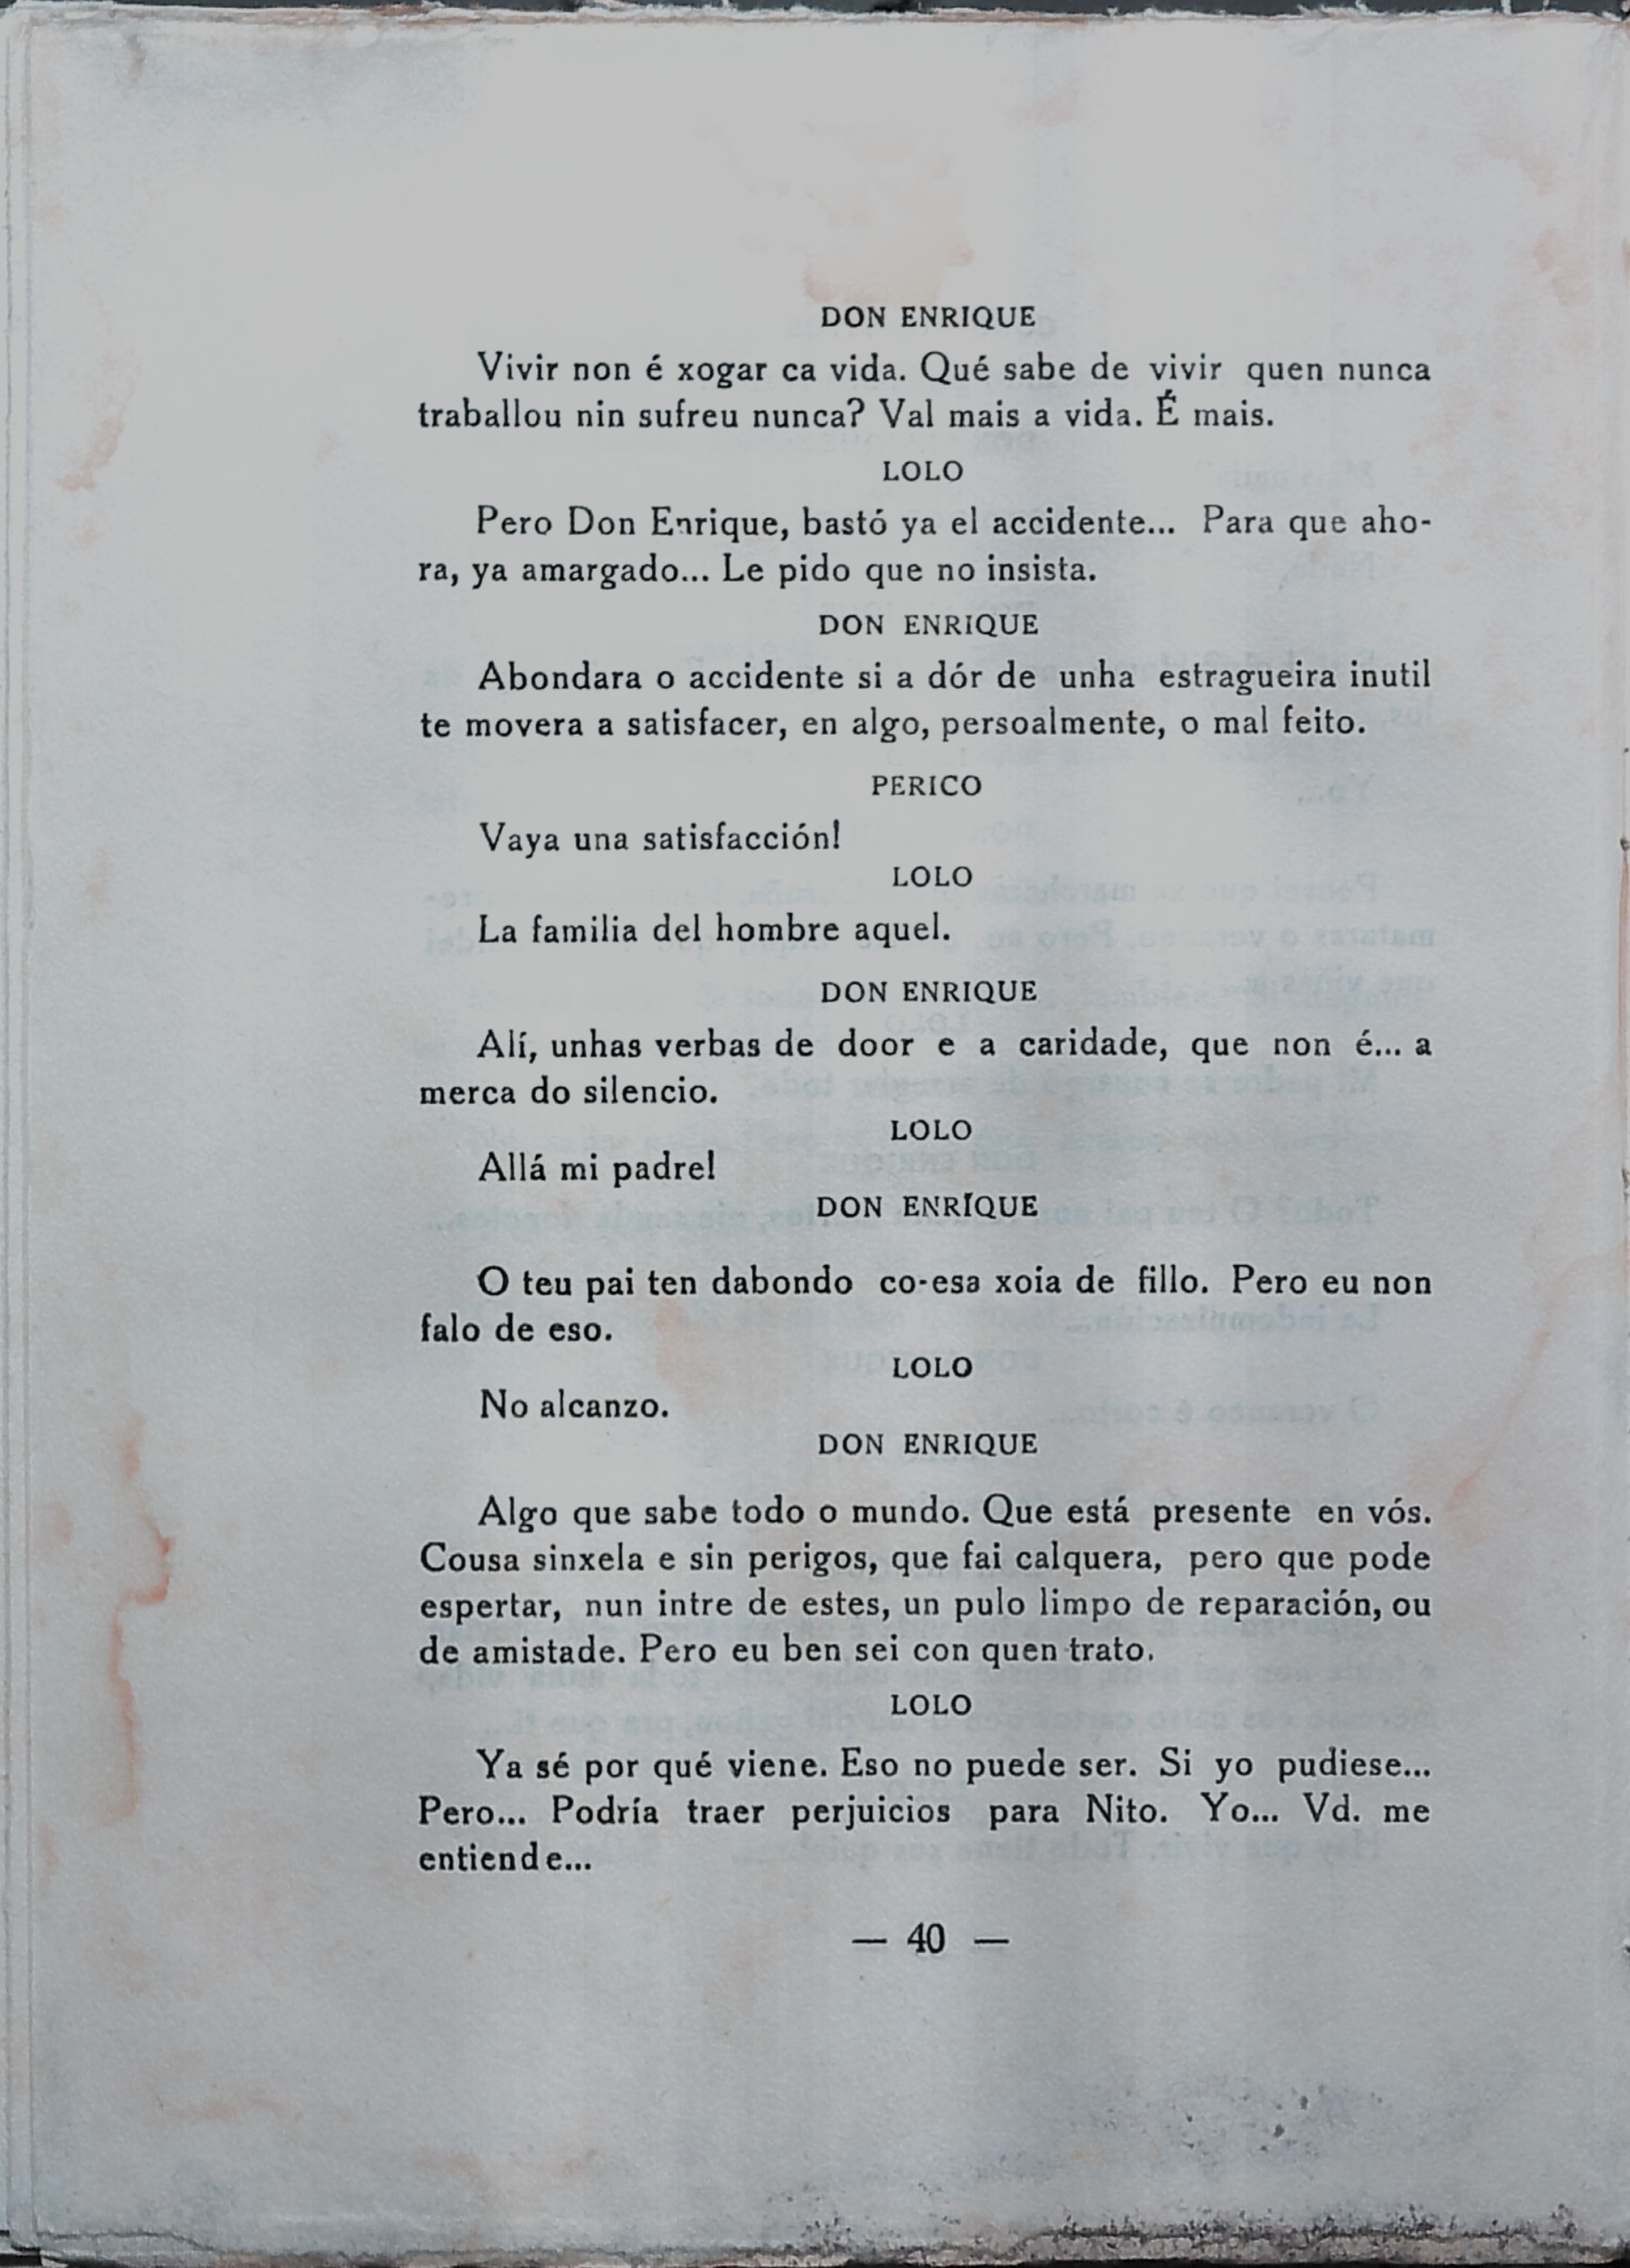 DON ENRIQUE
Vivir non é xogar ca vida. Qué sabe de vivir quen nunca
traballou nin sufreu nunca? Val mais a vida. É mais.
LOLO
Pero Don Enrique, bastó ya el accidente... Para que aho-
ra, ya amargado... Le pido que no insista.
DON ENRIQUE
Abondara o accidente si a dór de unha estragueira inutil
te movera a satisfacer, en algo, persoalmente, o mal feito.
PERICO
Vaya una satisfacción!
LOLO
La familia del hombre aquel.
DON ENRIQUE
Alí, unhas verbas de door e a caridade, que non é... a
merca do silencio.
LOLO
Allá mi padre!
DON ENRIQUE
O teu pai ten dabondo co-esa xoia de fillo. Pero eu non
falo de eso.
LOLO
No alcanzo.
DON ENRIQUE
Algo que sabe todo o mundo. Que está presente en vós.
Cousa sinxela e sin perigos, que fai calquera, pero que pode
espertar, nun intre de estes, un pulo limpo de reparación, ou
de amistade. Pero eu ben sei con quen trato.
LOLO
Ya sé por qué viene. Eso no puede ser. Si yo pudiese...
Pero... Podría traer perjuicios para Nito. Yo... Vd. me
entiende...
— 40 —